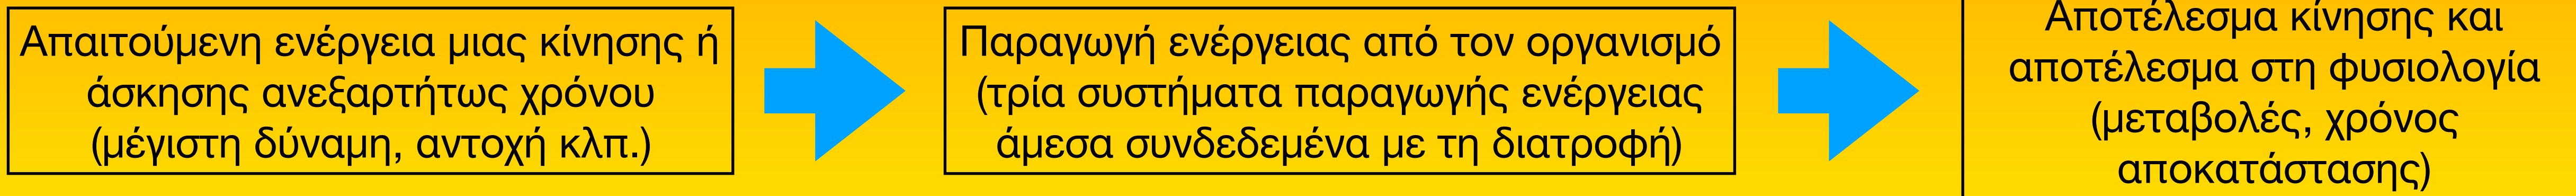 Απαιτούμενη ενέργεια μιας κίνησης ή
άσκησης ανεξαρτήτως χρόνου
(μέγιστη δύναμη, αντοχή κλπ.)
Παραγωγή ενέργειας από τον οργανισμό
(τρία συστήματα παραγωγής ενέργειας
άμεσα συνδεδεμένα με τη διατροφή)
Αποτέλεσμα κίνησης και
αποτέλεσμα στη φυσιολογία
(μεταβολές, χρόνος
αποκατάστασης)